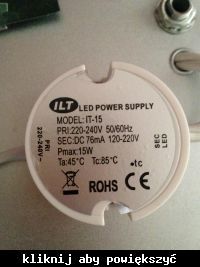 ILT
LED POWER SUPPLY
MODEL: IT-15
PRI:220-240V 50/60Hz
SEC:DC 76mA 120-220V
Pmax:15W
Ta:45°C Tc:85°C •tc
ROHS CE
PRI
220-240V~
SEC
LED
kliknij aby powiększyć